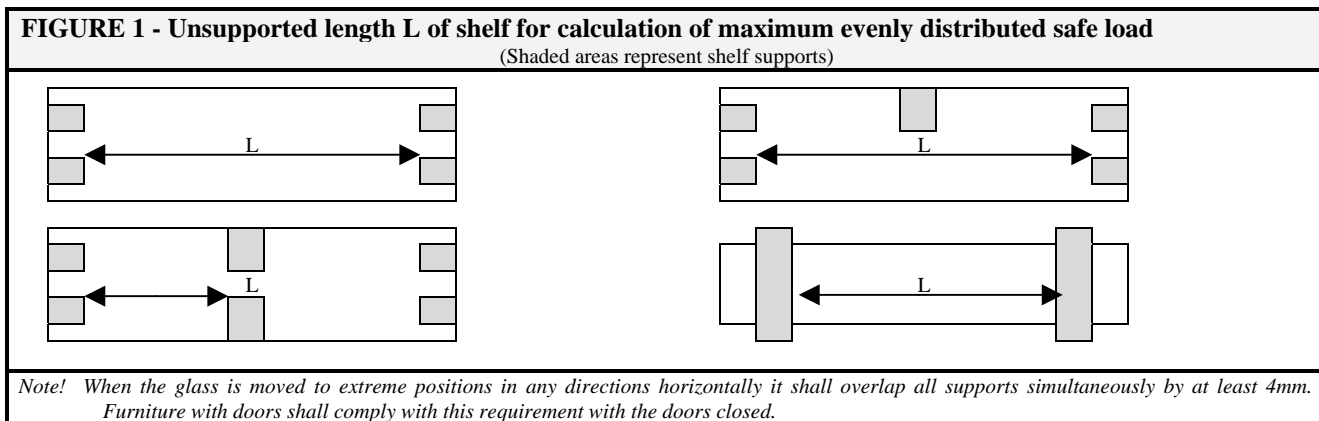 FIGURE 1 - Unsupported length L of shelf for calculation of maximum evenly distributed safe load
(Shaded areas represent shelf supports)
L
L
L
L
Note! When the glass is moved to extreme positions in any directions horizontally it shall overlap all supports simultaneously by at least 4mm.
Furniture with doors shall comply with this requirement with the doors closed.